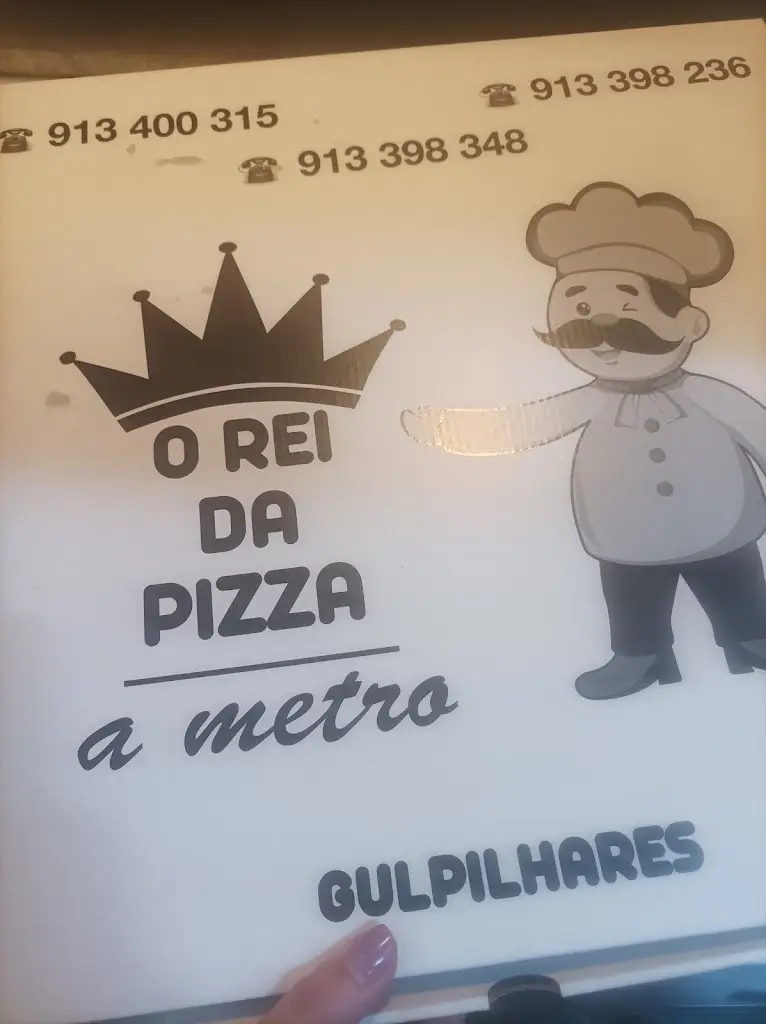 913 400 315
913 398 236
913 398 348
O REI
DA
PIZZA
a metro
GULPILHARES